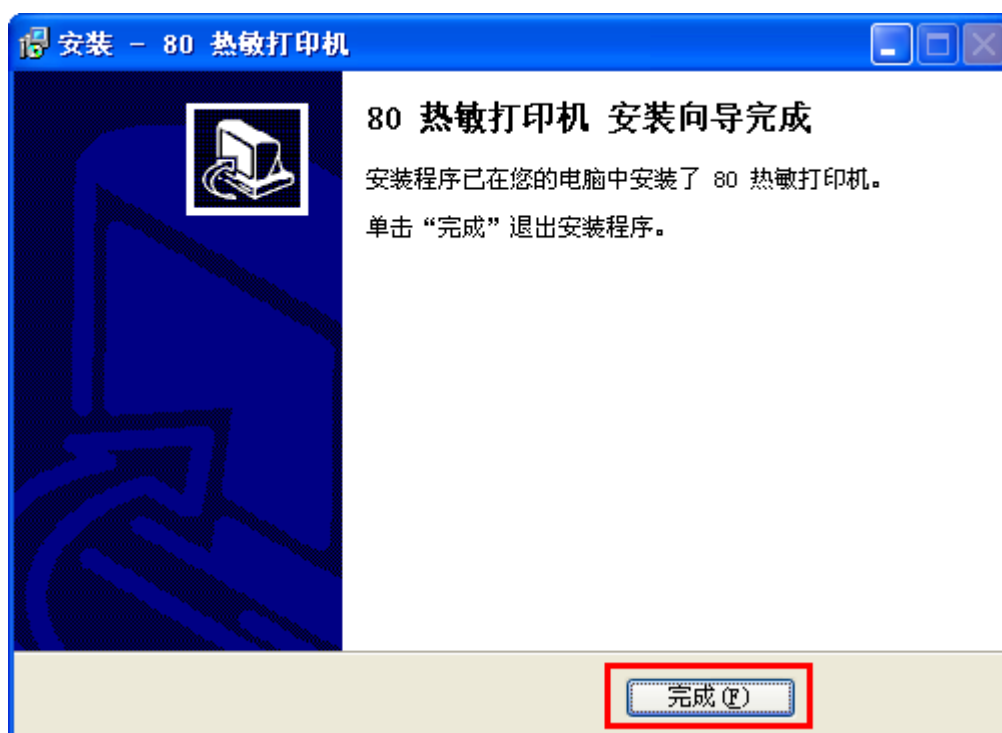 安装 - 80 热敏打印机
80 热敏打印机 安装向导完成
安装程序已在您的电脑中安装了 80 热敏打印机。
单击“完成”退出安装程序。
完成(F)